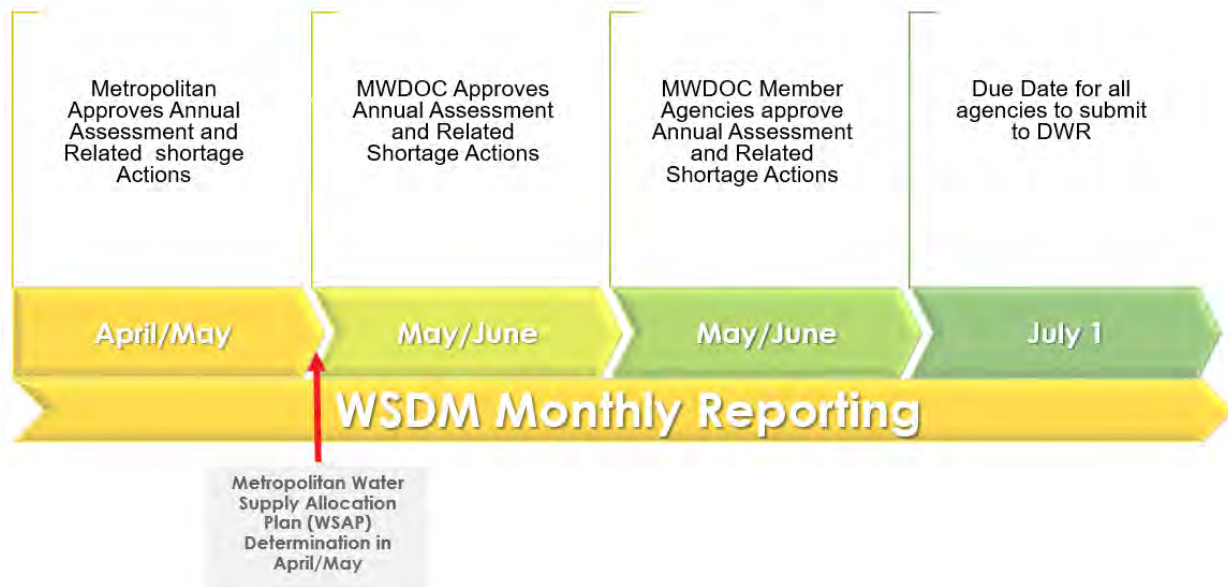 Metropolitan
Approves Annual
Assessment and
Related shortage
Actions
MWDOC Approves
Annual Assessment
and Related
Shortage Actions
MWDOC Member
Agencies approve
Annual Assessment
and Related
Shortage Actions
Due Date for all
agencies to submit
to DWR
April/May
May/June
May/June
July 1
WSDM Monthly Reporting
Metropolitan Water
Supply Allocation
Plan (WSAP)
Determination in
April/May